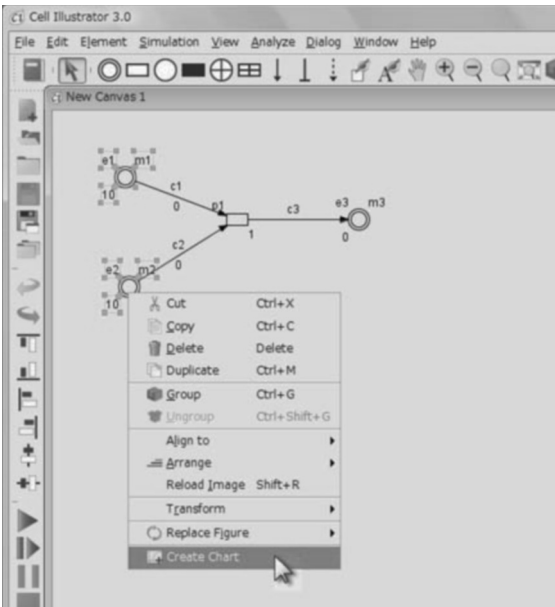 Cell Illustrator 3.0
File Edit Element Simulation View Analyze Dialog Window Help
New Canvas 1
e1 m1
10
c1
0
p1
1
c3
e3 m3
0
c2
0
e2 m2
10
Cut Ctrl+X
Copy Ctrl+C
Delete Delete
Duplicate Ctrl+M
Group Ctrl+G
Ungroup Ctrl+Shift+G
Align to
Arrange
Reload Image Shift+R
Transform
Replace Figure
Create Chart